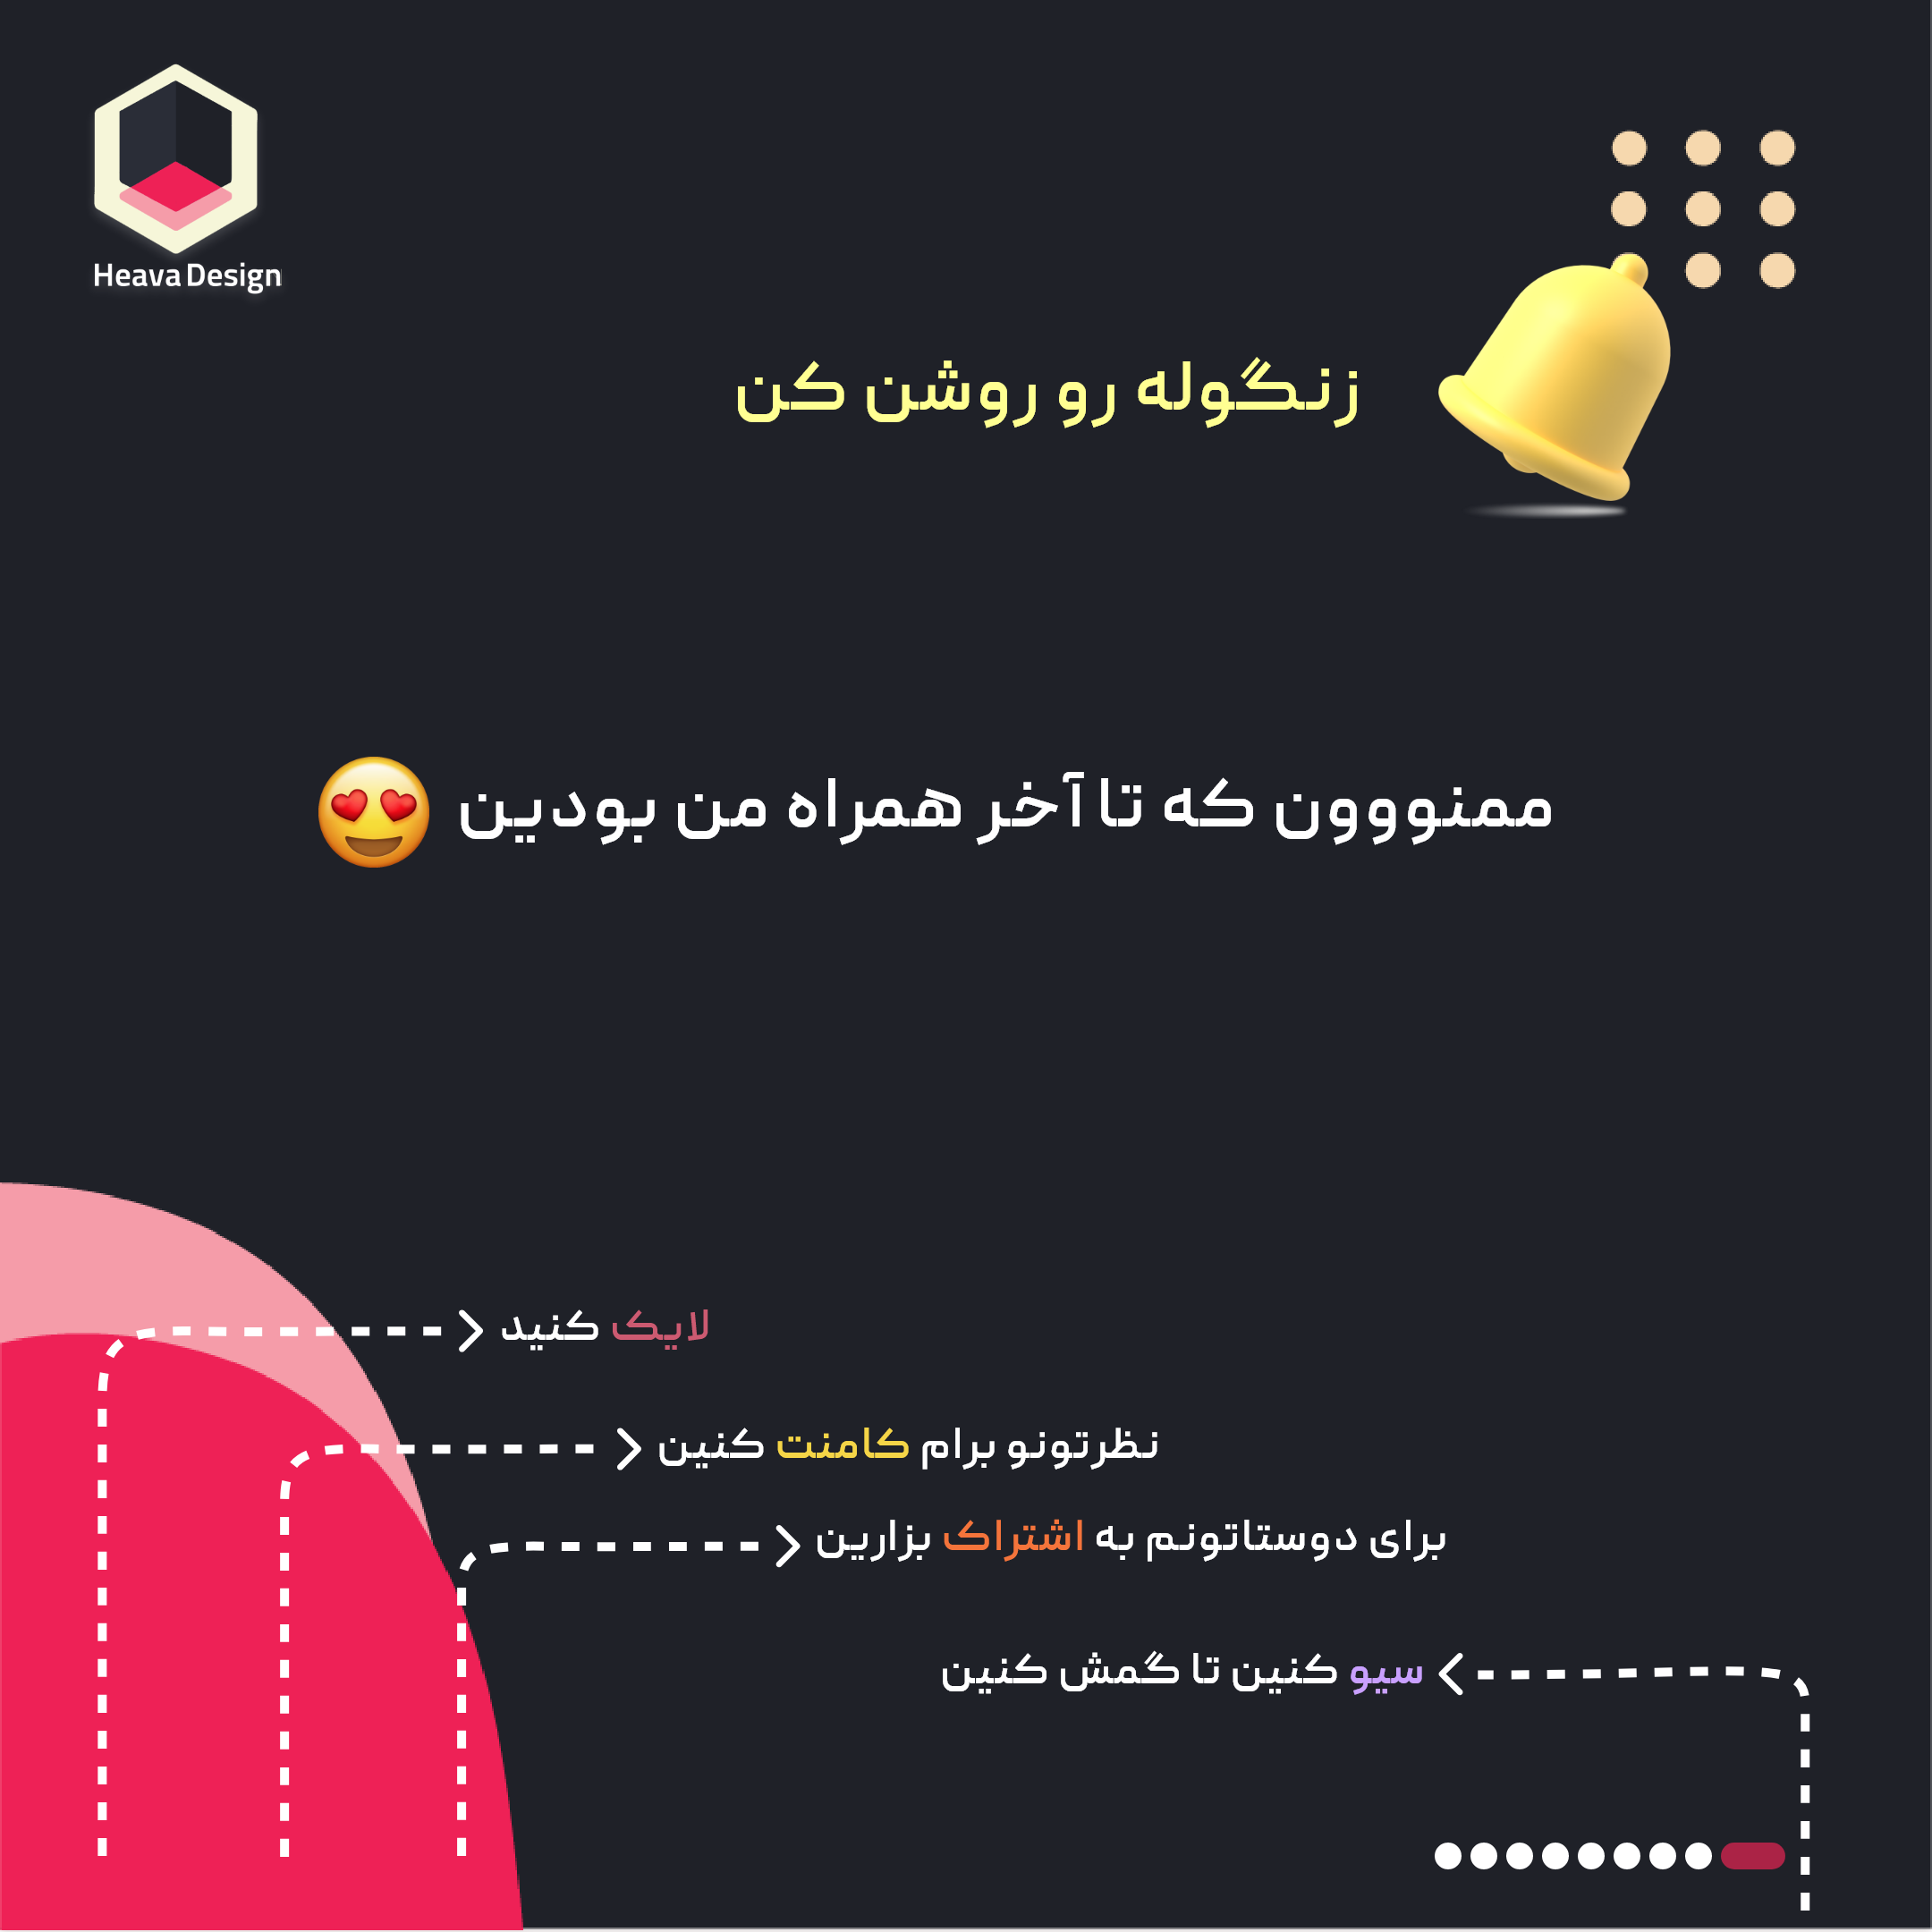 Heava Design
زنگوله رو روشن کن
ممنوووون که تا آخر همراه من بودین 😍
لایک کنید
نظرتونو برام کامنت کنین
برای دوستاتونم به اشتراک بزارین
سیو کنین تا گمش کنین